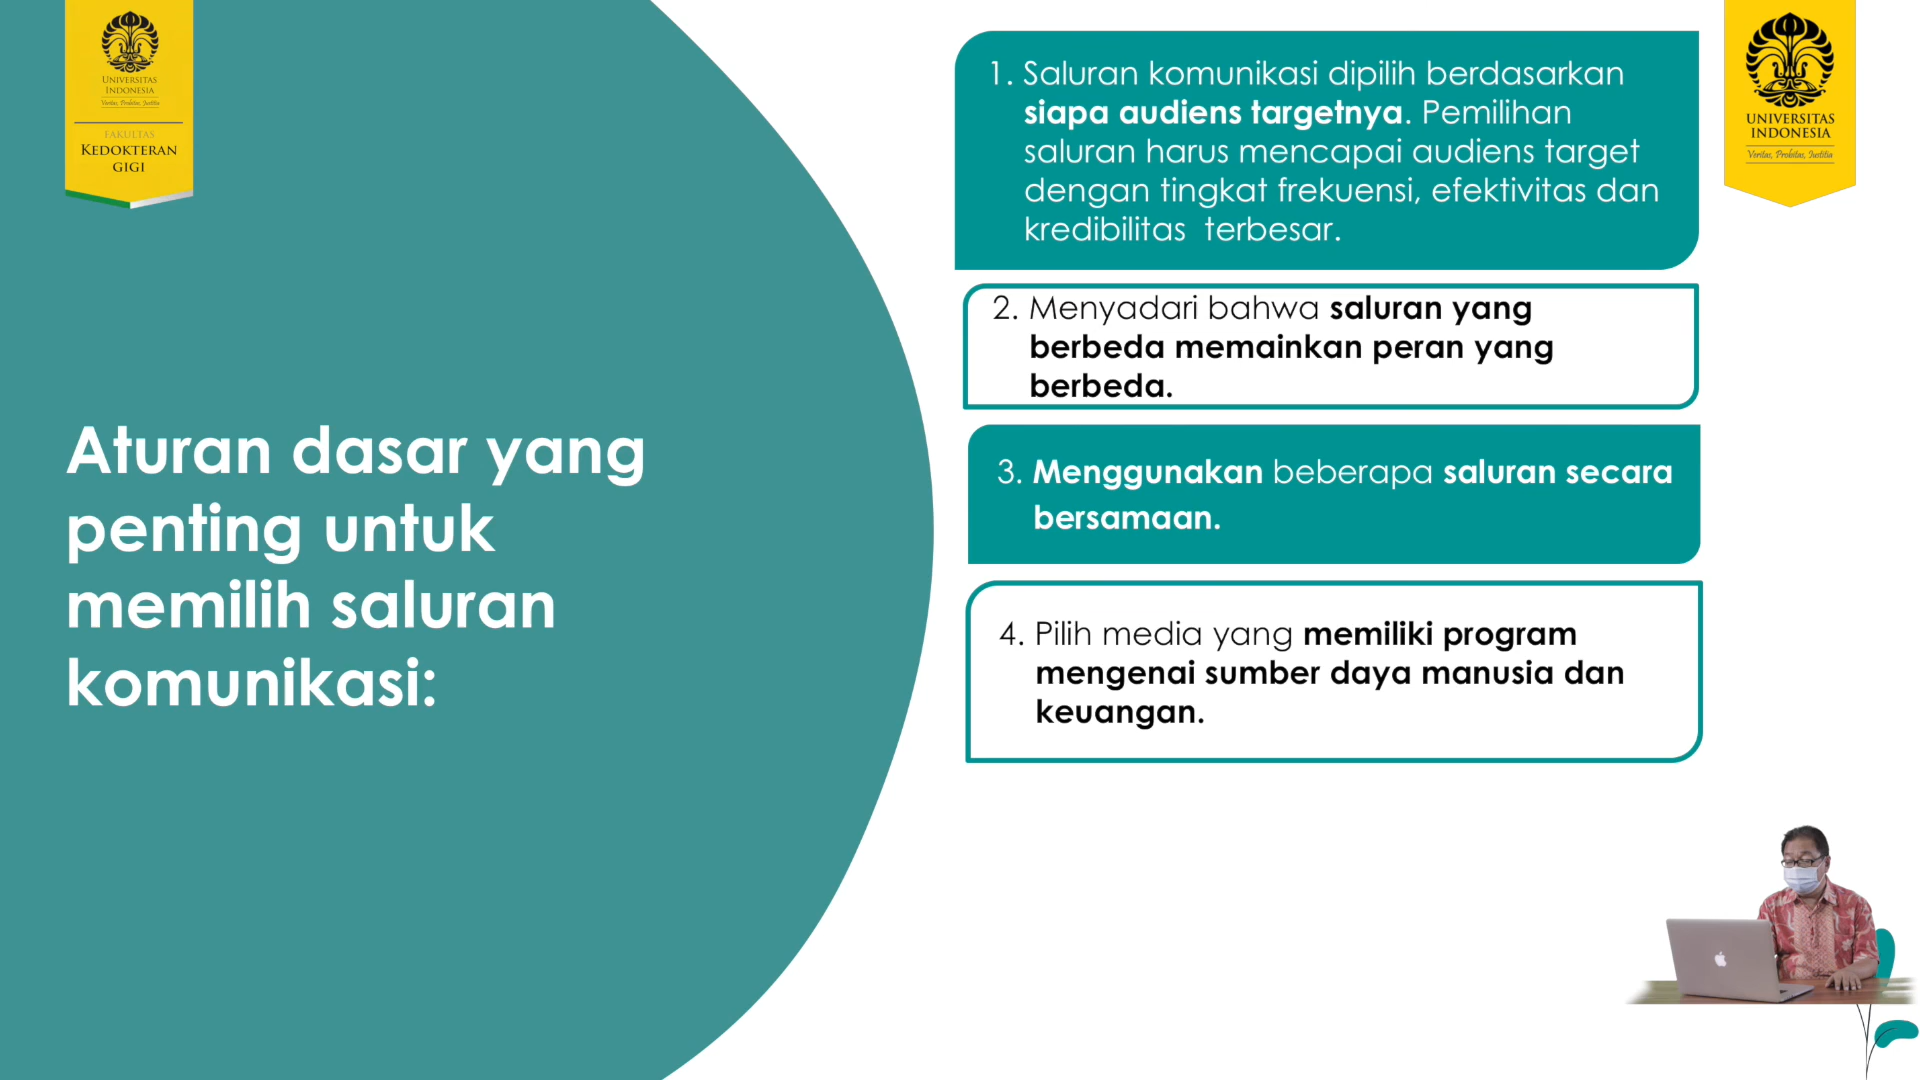 UNIVERSITAS
INDONESIA
Veritas, Probitas, Justitia
FAKULTAS
KEDOKTERAN
GIGI
Aturan dasar yang
penting untuk
memilih saluran
komunikasi:
1. Saluran komunikasi dipilih berdasarkan
siapa audiens targetnya. Pemilihan
saluran harus mencapai audiens target
dengan tingkat frekuensi, efektivitas dan
kredibilitas  terbesar.
2. Menyadari bahwa saluran yang
berbeda memainkan peran yang
berbeda.
3. Menggunakan beberapa saluran secara
bersamaan.
4. Pilih media yang memiliki program
mengenai sumber daya manusia dan
keuangan.
UNIVERSITAS
INDONESIA
Veritas, Probitas, Justitia